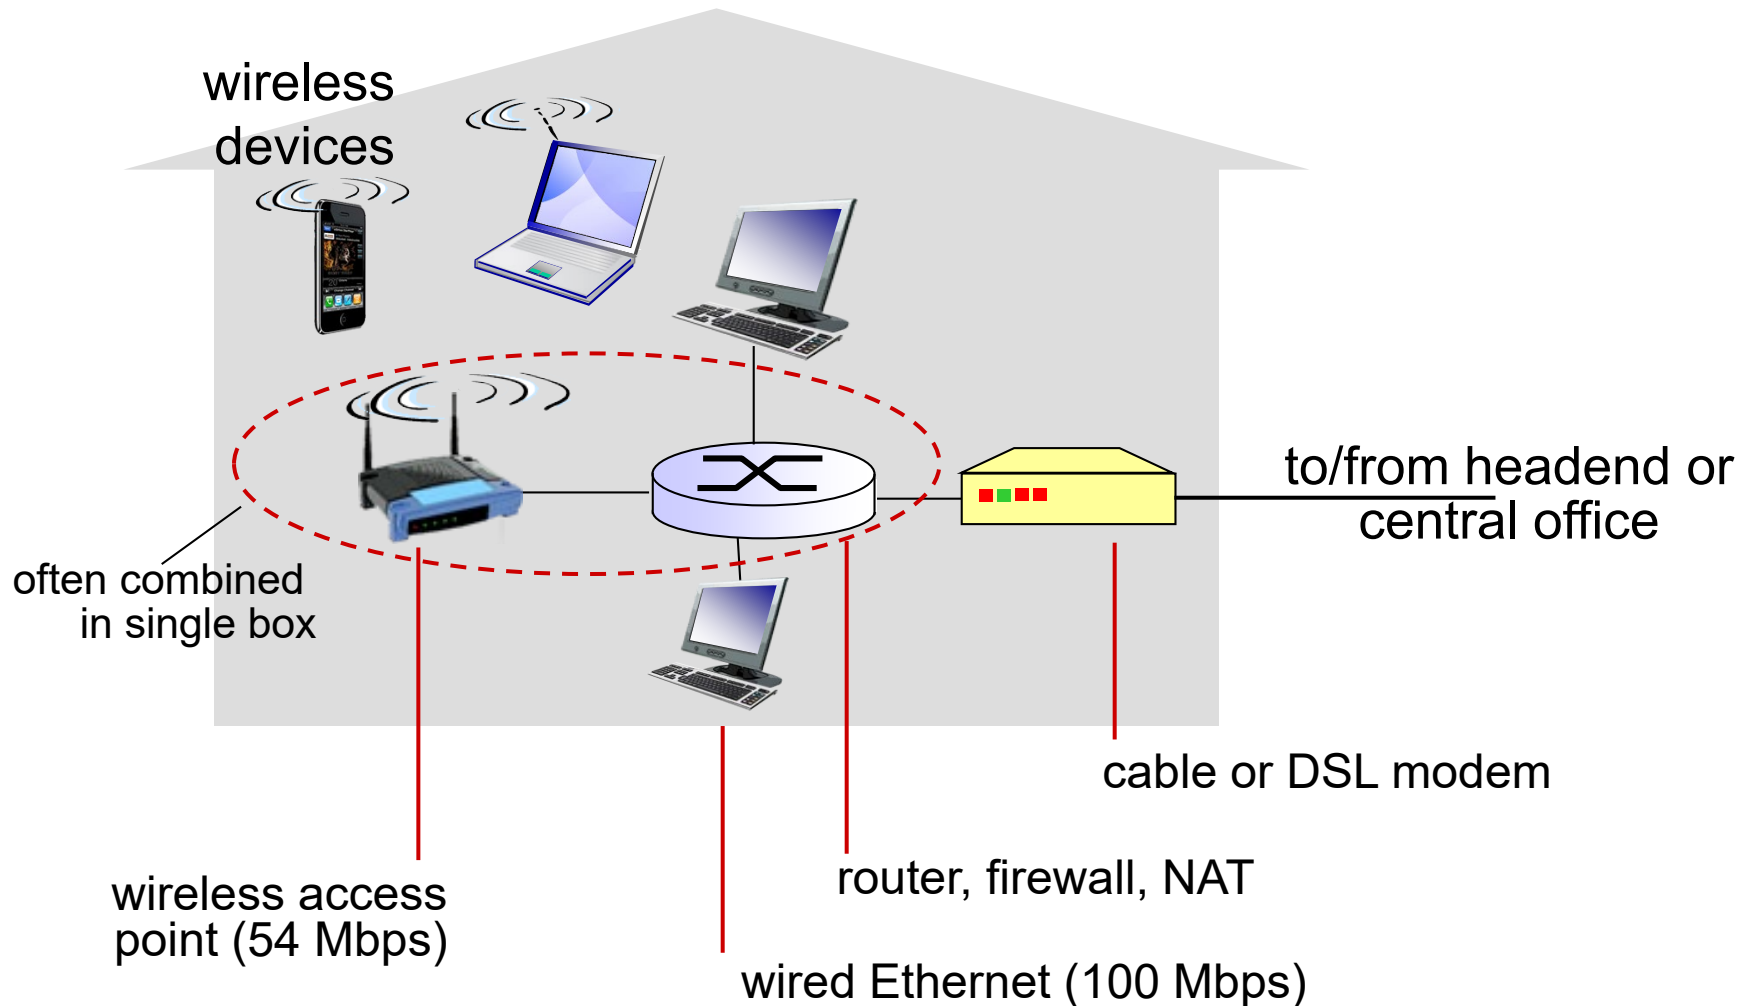 wireless
devices
to/from headend or
central office
often combined
in single box
cable or DSL modem
router, firewall, NAT
wireless access
point (54 Mbps)
wired Ethernet (100 Mbps)